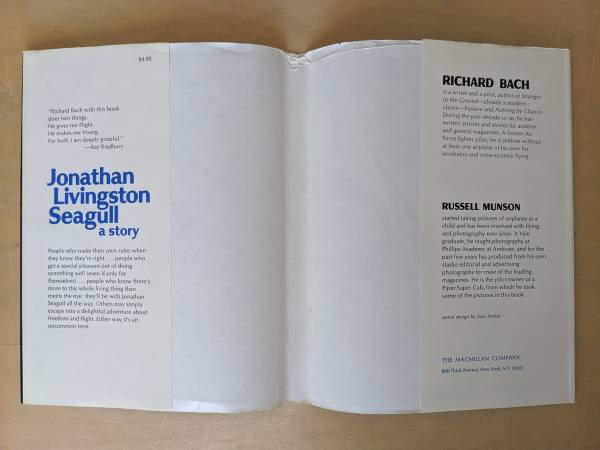 $4.95
"Richard Bach with this book
does two things.
He gives me Flight.
He makes me Young.
For both I am deeply grateful."
—Ray Bradbury
Jonathan
Livingston
Seagull
a story
People who make their own rules when
they know they're right . . . people who
get a special pleasure out of doing
something well (even if only for
themselves) . . . people who know there's
more to this whole living thing than
meets the eye: they'll be with Jonathan
Seagull all the way. Others may simply
escape into a delightful adventure about
freedom and flight. Either way it's an
uncommon treat.
RICHARD BACH
is a writer and a pilot, author of Stranger
to the Ground—already a modern
classic—Biplane and Nothing by Chance.
During the past decade or so, he has
written articles and stories for aviation
and general magazines. A former Air
Force fighter pilot, he is seldom without
at least one airplane of his own for
aerobatics and cross-country flying.
RUSSELL MUNSON
started taking pictures of airplanes as a
child and has been involved with flying
and photography ever since. A Yale
graduate, he taught photography at
Phillips Academy at Andover, and for the
past five years has produced from his own
studio editorial and advertising
photographs for most of the leading
magazines. He is the pilot-owner of a
Piper Super Cub, from which he took
some of the pictures in this book.
jacket design by Joan Stoliar
THE MACMILLAN COMPANY
866 Third Avenue, New York, N.Y. 10022